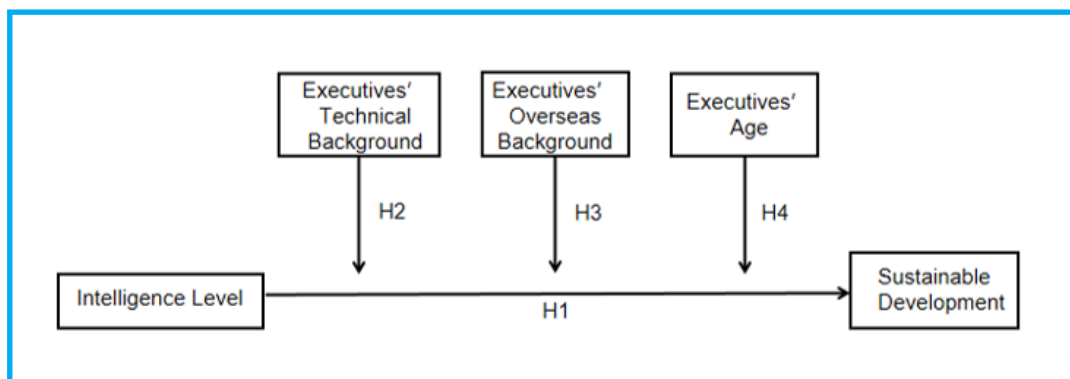 Executives'
Technical
Background
Executives'
Overseas
Background
Executives'
Age
H2
H3
H4
Intelligence Level
H1
Sustainable
Development